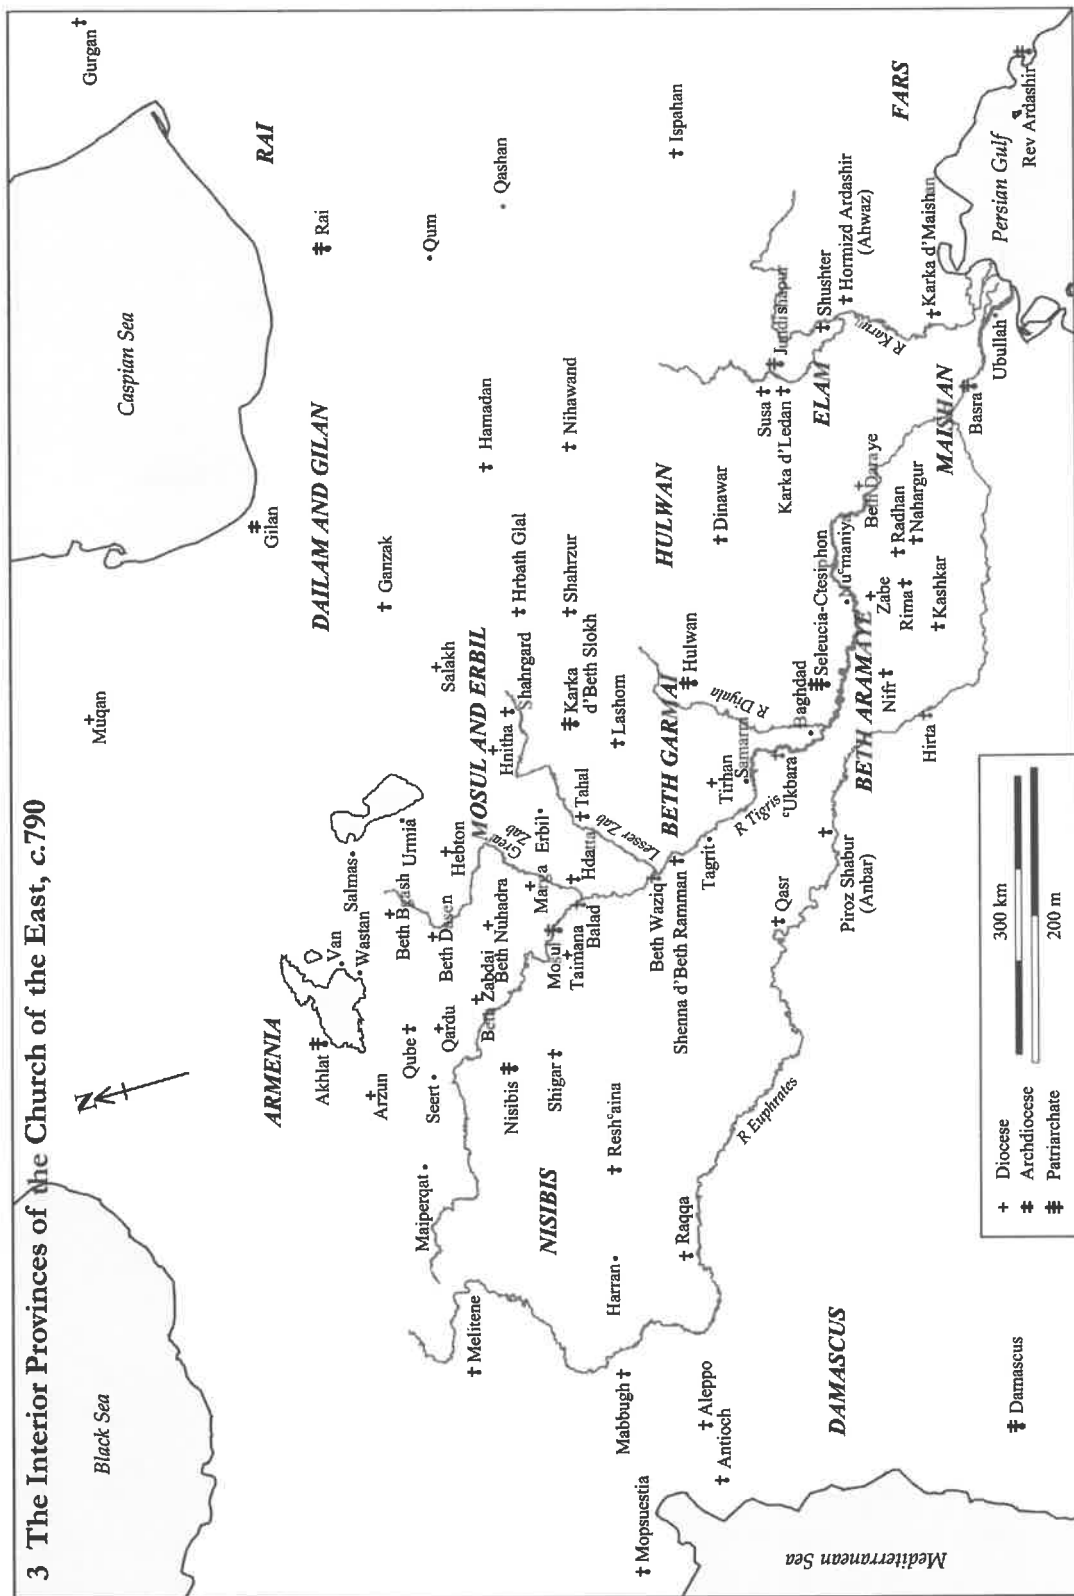 3 The Interior Provinces of the Church of the East, c.790
Black Sea
Caspian Sea
Gurgan
N
Muqan
ARMENIA
RAI
Rai
Gilan
DAILAM AND GILAN
Akhlat
Van
Wastan
Salmas
Urmia
Ganzak
Qum
Qashan
Arzun
Qube
Seert
Qardu
Beth Bgash
Beth Dasen
Hebton
Salakh
Hamadan
Maiperqat
Melitene
Beth Zabdai
Beth Nuhadra
MOSUL AND ERBIL
Great
Zab
Hnitha
Shahrgard
Hrbath Glal
Nisibis
NISIBIS
Shigar
Mosul
Taimana
Balad
Marga
Erbil
Hdatta
Tahal
Lesser Zab
Karka
d'Beth Slokh
Shahrzur
Nihawand
Lashom
Reshʿaina
Harran
Raqqa
Mabbugh
Mopsuestia
Aleppo
Antioch
Beth Waziq
Shenna d'Beth Ramman
BETH GARMAI
Hulwan
HULWAN
Dinawar
Ispahan
R Diyala
Tagrit
Tirhan
Samarra
R Tigris
ʿUkbara
Baghdad
Seleucia-Ctesiphon
Qasr
Piroz Shabur
(Anbar)
R Euphrates
BETH ARAMAYE
Nuʿmaniya
Zabe
Nifr
Rima
Kashkar
Hirta
Radhan
Nahargur
Beth Daraye
Susa
Karka d'Ledan
Jundishapur
ELAM
Shushter
Hormizd Ardashir
(Ahwaz)
R Karun
FARS
MAISHAN
Karka d'Maishan
Basra
Ubullah
Persian Gulf
Rev Ardashir
DAMASCUS
Damascus
Mediterranean Sea
Diocese
Archdiocese
Patriarchate
300 km
200 m